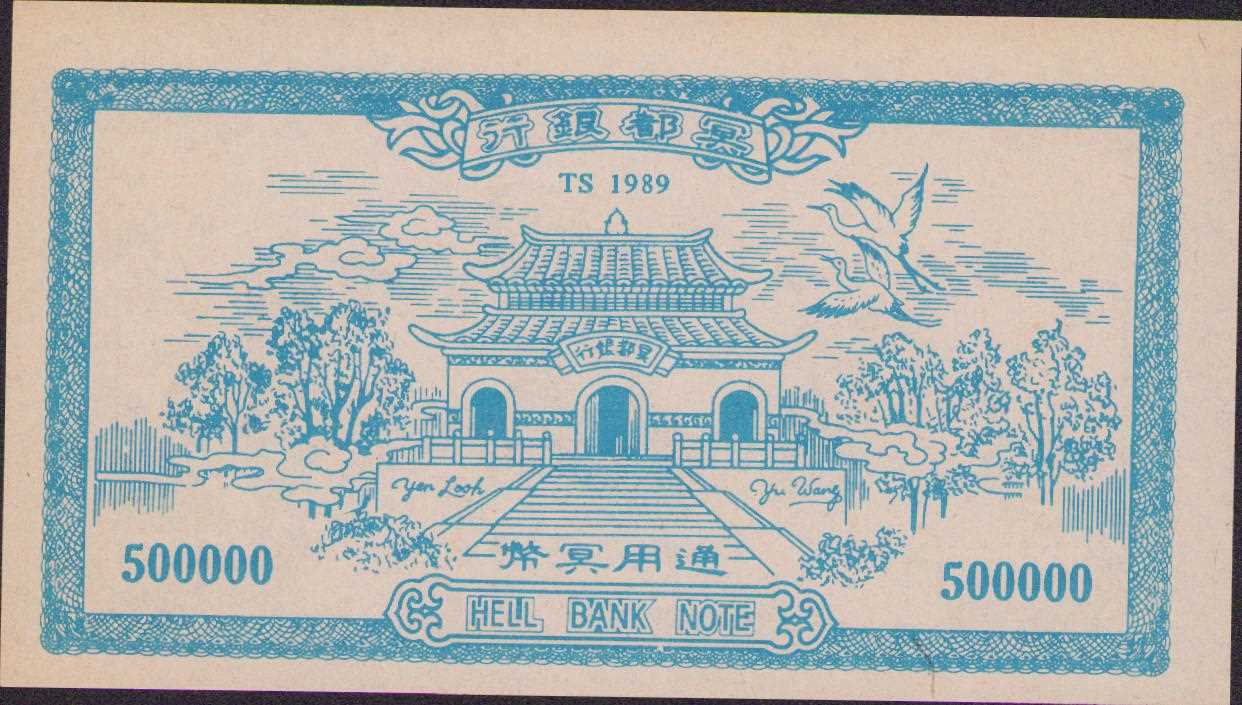 冥都銀行
TS 1989
冥都銀行
Yen Looh
Yu Wang
通用冥幣
500000
500000
HELL BANK NOTE